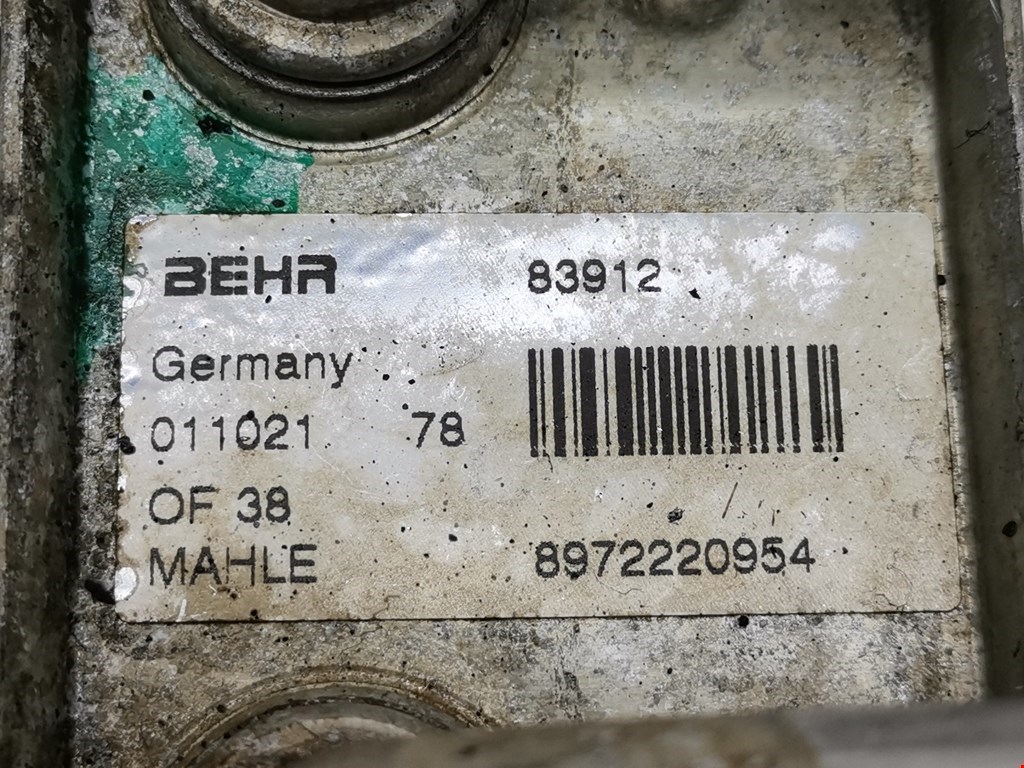 BEHR 83912
Germany
011021 78
OF 38
MAHLE 8972220954